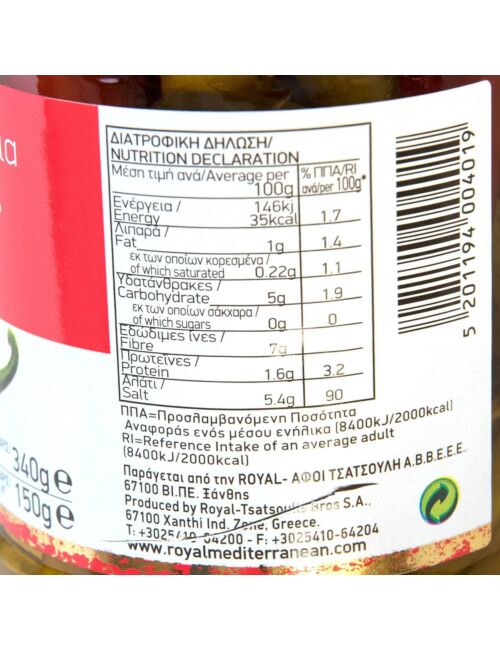 ια
ΔΙΑΤΡΟΦΙΚΗ ΔΗΛΩΣΗ/
NUTRITION DECLARATION
Μέση τιμή ανά/Average per 100g % ΠΠΑ/RI ανά/per 100g*
Ενέργεια / 146kj
Energy 35kcal 1.7
Λιπαρά /
Fat 1g 1.4
εκ των οποίων κορεσμένα /
of which saturated 0.22g 1.1
Υδατάνθρακες /
Carbohydrate 5g 1.9
εκ των οποίων σάκχαρα /
of which sugars 0g 0
Εδώδιμες ίνες /
Fibre 7g
Πρωτεΐνες /
Protein 1.6g 3.2
Αλάτι /
Salt 5.4g 90
ΠΠΑ=Προσλαμβανόμενη Ποσότητα
Αναφοράς ενός μέσου ενήλικα (8400kJ/2000kcal)
RI=Reference Intake of an average adult
(8400kJ/2000kcal)
Παράγεται από την ROYAL- ΑΦΟΙ ΤΣΑΤΣΟΥΛΗ Α.Β.Β.Ε.Ε.
67100 ΒΙ.ΠΕ. Ξάνθης
Produced by Royal-Tsatsoulis Bros S.A.,
67100 Xanthi Ind. Zone, Greece.
T: +3025410-64200 - F: +3025410-64204
www.royalmediterranean.com
340g e
150g e
5 201194 004019